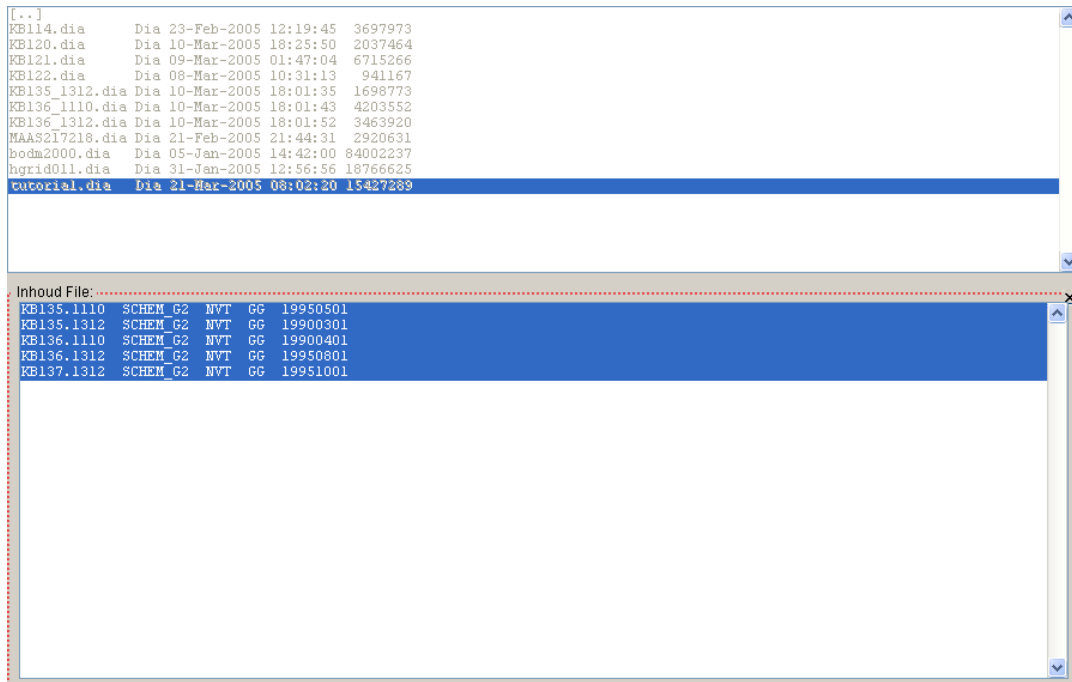 [..]
KB114.dia Dia 23-Feb-2005 12:19:45 3697973
KB120.dia Dia 10-Mar-2005 18:25:50 2037464
KB121.dia Dia 09-Mar-2005 01:47:04 6715266
KB122.dia Dia 08-Mar-2005 10:31:13 941167
KB135_1312.dia Dia 10-Mar-2005 18:01:35 1698773
KB136_1110.dia Dia 10-Mar-2005 18:01:43 4203552
KB136_1312.dia Dia 10-Mar-2005 18:01:52 3463920
MAAS217218.dia Dia 21-Feb-2005 21:44:31 2920631
bodm2000.dia Dia 05-Jan-2005 14:42:00 84002237
hgrid011.dia Dia 31-Jan-2005 12:56:56 18766625
tutorial.dia Dia 21-Mar-2005 08:02:20 15427289
Inhoud File:
KB135.1110 SCHEM_G2 NVT GG 19950501
KB135.1312 SCHEM_G2 NVT GG 19900301
KB136.1110 SCHEM_G2 NVT GG 19900401
KB136.1312 SCHEM_G2 NVT GG 19950801
KB137.1312 SCHEM_G2 NVT GG 19951001